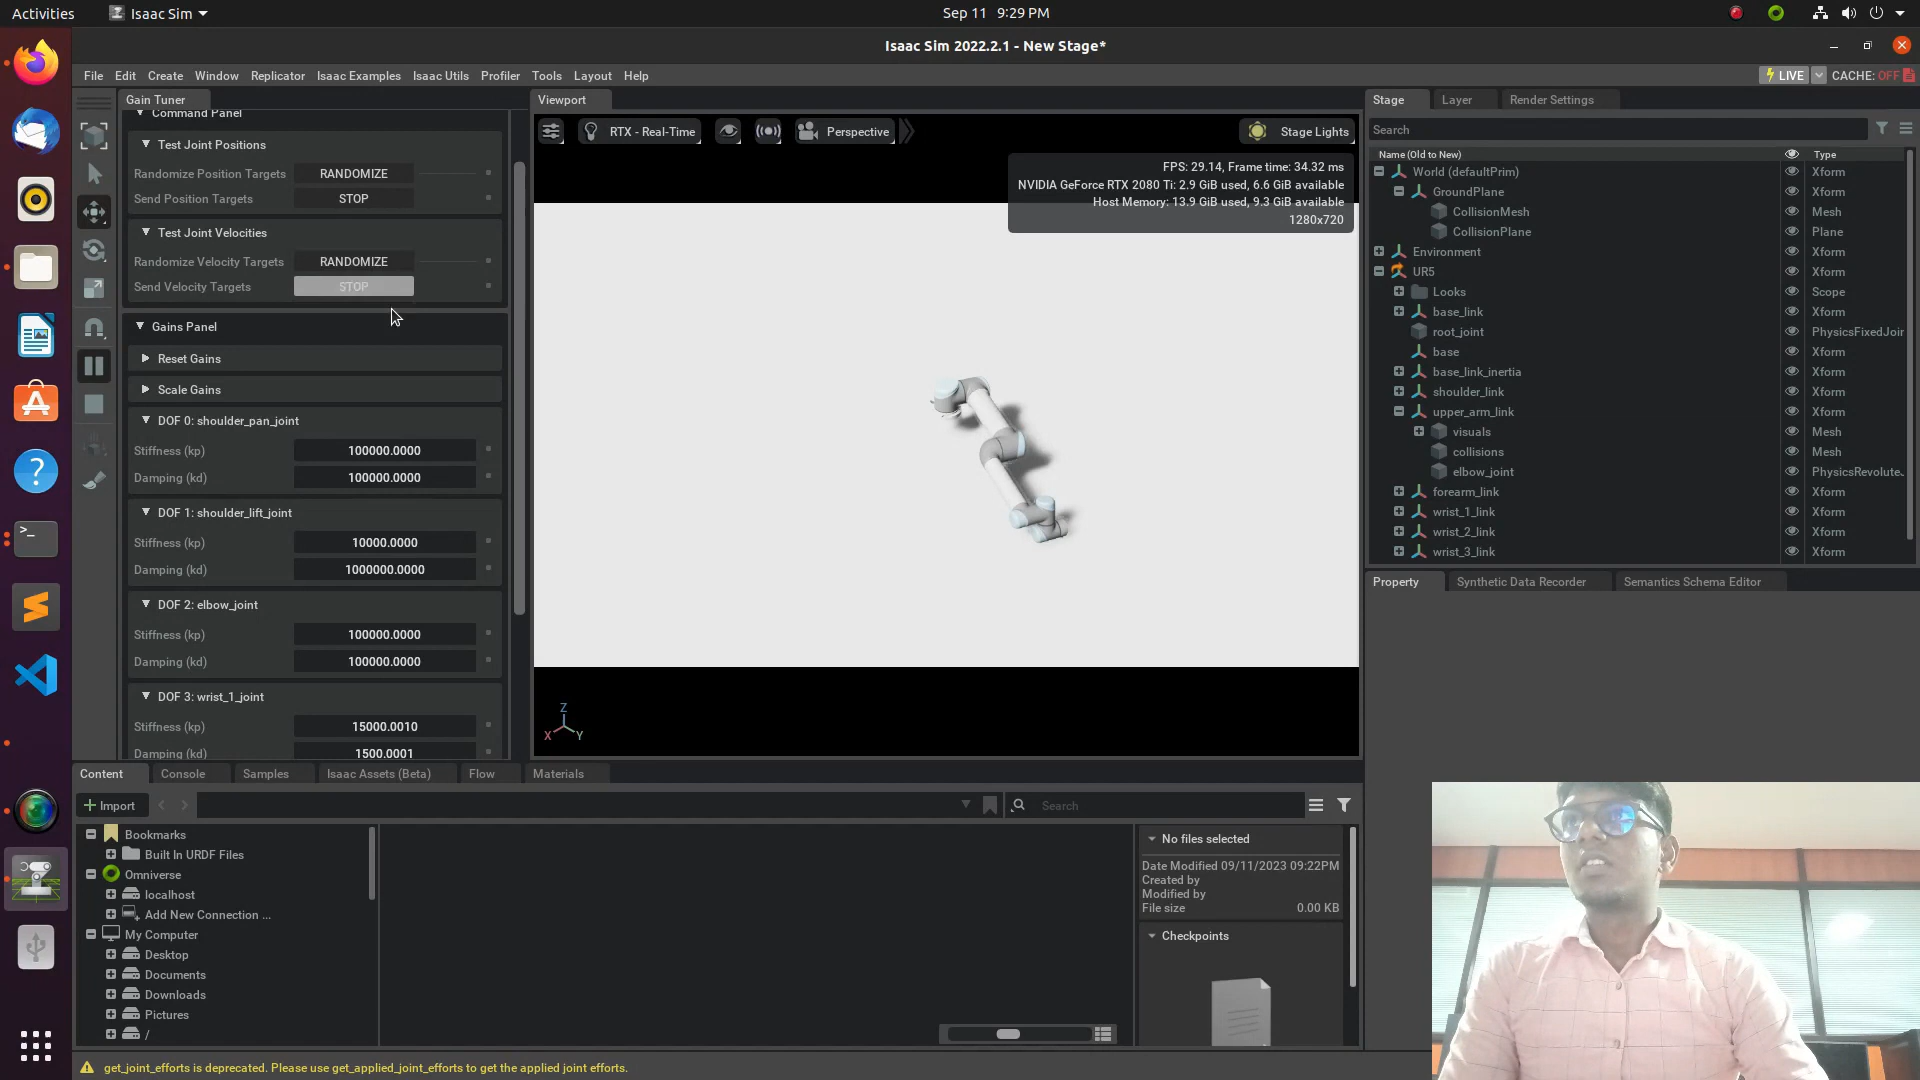 Activities
Isaac Sim
Sep 11 9:29 PM
Isaac Sim 2022.2.1 - New Stage*
File Edit Create Window Replicator Isaac Examples Isaac Utils Synthetic Profiler Tools Layout Help
LIVE
CACHE: OFF
Gain Tuner
Command Panel
Test Joint Positions
Randomize Position Targets RANDOMIZE
Send Position Targets STOP
Test Joint Velocities
Randomize Velocity Targets RANDOMIZE
Send Velocity Targets STOP
Gains Panel
Reset Gains
Scale Gains
DOF 0: shoulder_pan_joint
Stiffness (kp) 100000.0000
Damping (kd) 100000.0000
DOF 1: shoulder_lift_joint
Stiffness (kp) 10000.0000
Damping (kd) 1000000.0000
DOF 2: elbow_joint
Stiffness (kp) 100000.0000
Damping (kd) 100000.0000
DOF 3: wrist_1_joint
Stiffness (kp) 15000.0010
Damping (kd) 1500.0001
Viewport
RTX - Real-Time
Perspective
Stage Lights
FPS: 29.14, Frame time: 34.32 ms
NVIDIA GeForce RTX 2080 Ti: 2.9 GiB used, 6.6 GiB available
Host Memory: 13.9 GiB used, 9.3 GiB available
1280x720
Z
X Y
Stage Layer Render Settings
Search
Name (Old to New) Type
World (defaultPrim) Xform
GroundPlane Xform
CollisionMesh Mesh
CollisionPlane Plane
Environment Xform
UR5 Xform
Looks Scope
base_link Xform
root_joint PhysicsFixedJoir
base Xform
base_link_inertia Xform
shoulder_link Xform
upper_arm_link Xform
visuals Mesh
collisions Mesh
elbow_joint PhysicsRevolute.
forearm_link Xform
wrist_1_link Xform
wrist_2_link Xform
wrist_3_link Xform
Property Synthetic Data Recorder Semantics Schema Editor
Content Console Samples Isaac Assets (Beta) Flow Materials
Import
Search
Bookmarks
Built In URDF Files
Omniverse
localhost
Add New Connection ...
My Computer
Desktop
Documents
Downloads
Pictures
/
No files selected
Date Modified 09/11/2023 09:22PM
Created by
Modified by
File size 0.00 KB
Checkpoints
get_joint_efforts is deprecated. Please use get_applied_joint_efforts to get the applied joint efforts.